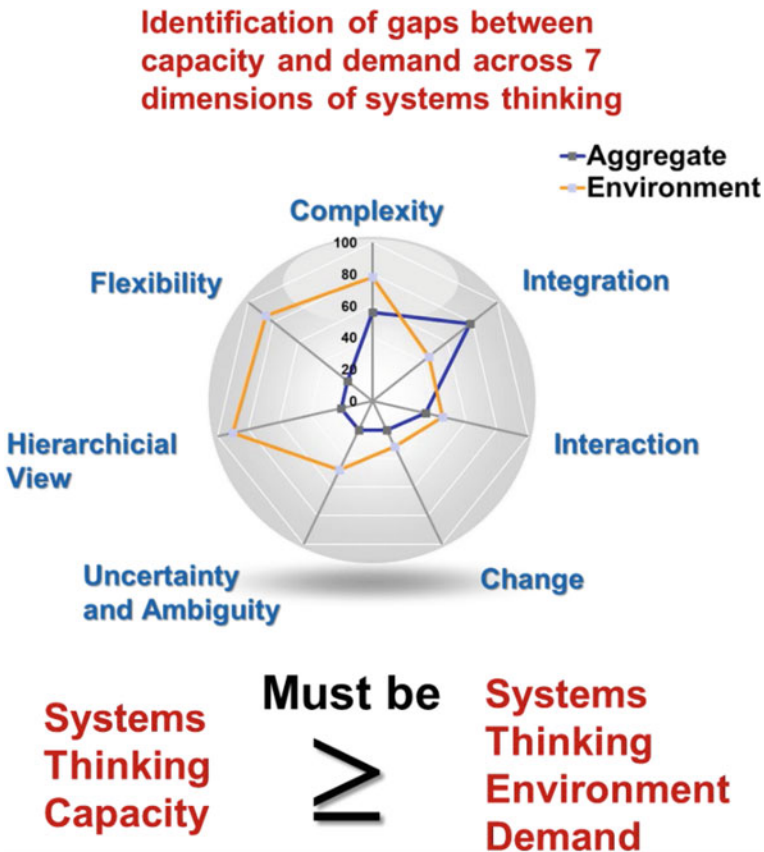 Identification of gaps between
capacity and demand across 7
dimensions of systems thinking
Aggregate
Environment
Complexity
100
80
60
40
20
0
Flexibility
Integration
Hierarchicial
View
Interaction
Uncertainty
and Ambiguity
Change
Systems
Thinking
Capacity
Must be
≥
Systems
Thinking
Environment
Demand